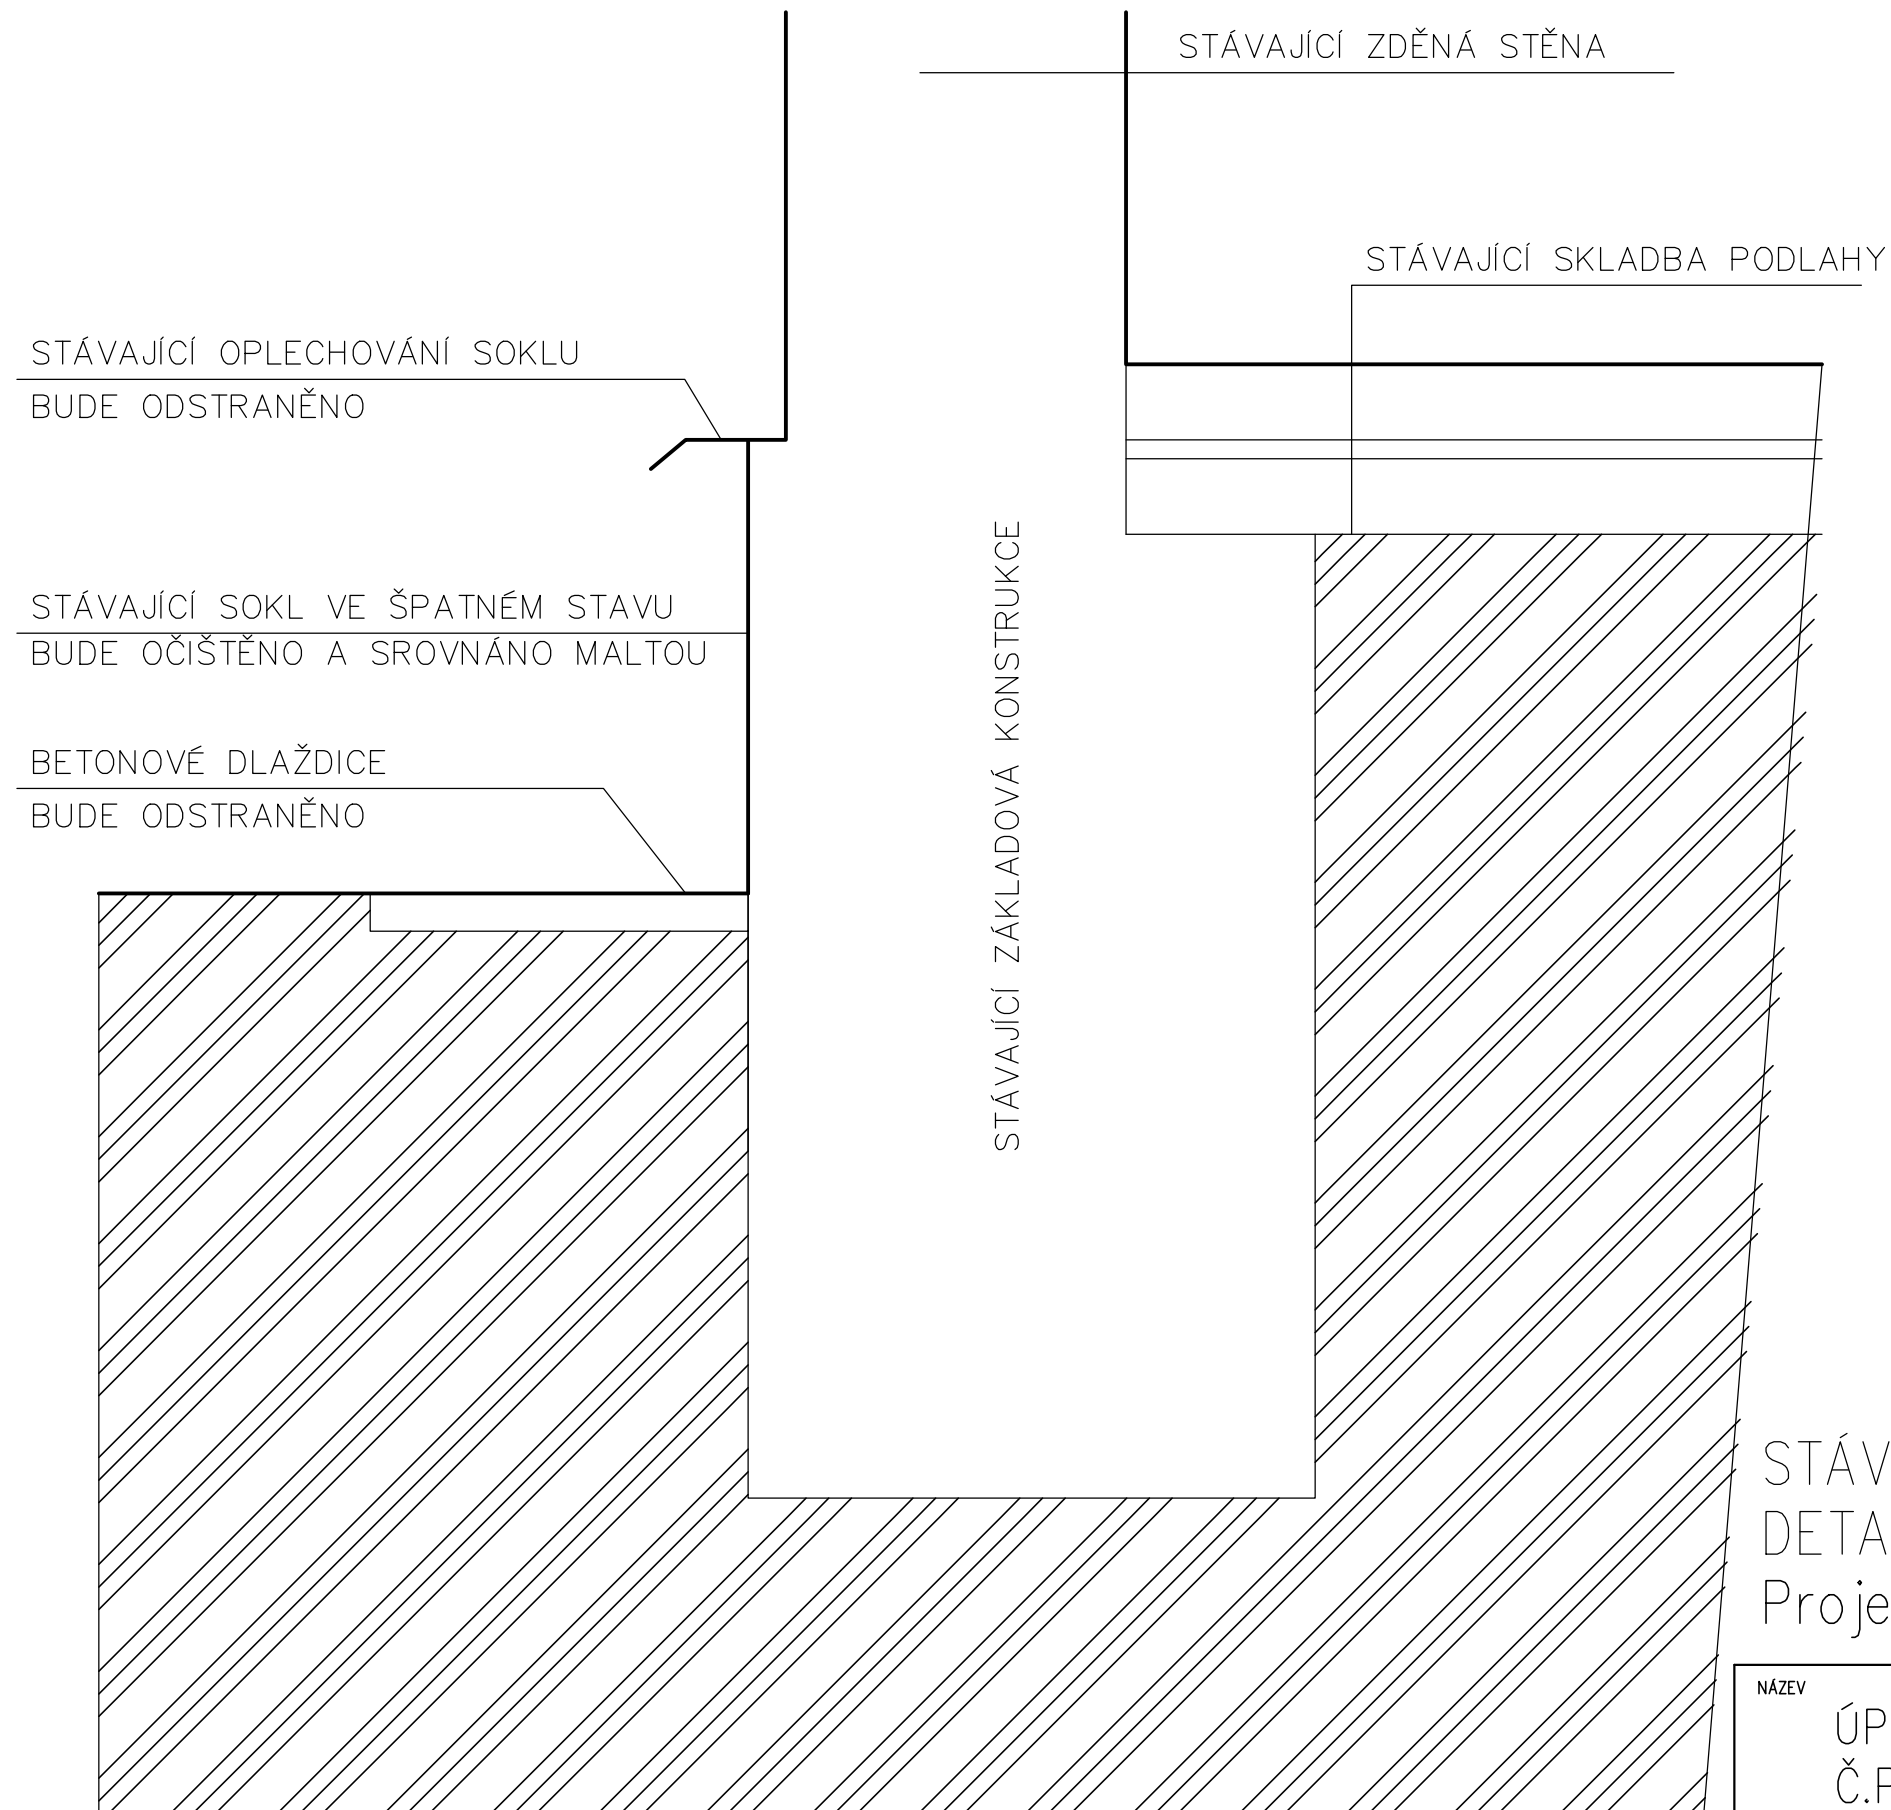 STÁVAJÍCÍ ZDĚNÁ STĚNA
STÁVAJÍCÍ SKLADBA PODLAHY
STÁVAJÍCÍ OPLECHOVÁNÍ SOKLU
BUDE ODSTRANĚNO
STÁVAJÍCÍ SOKL VE ŠPATNÉM STAVU
BUDE OČIŠTĚNO A SROVNÁNO MALTOU
BETONOVÉ DLAŽDICE
BUDE ODSTRANĚNO
STÁVAJÍCÍ ZÁKLADOVÁ KONSTRUKCE
NÁZEV